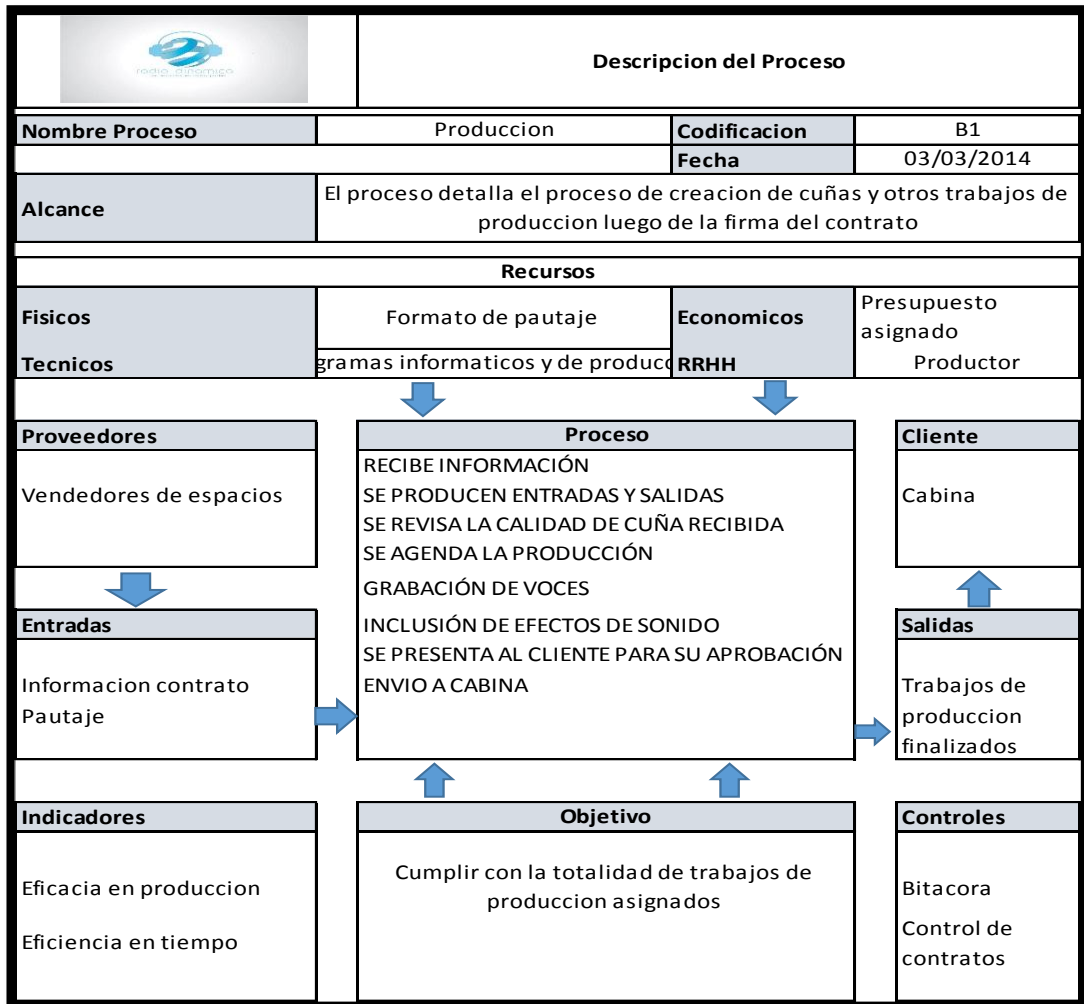 radio dinamica
Descripcion del Proceso
Nombre Proceso
Produccion
Codificacion
B1
Fecha
03/03/2014
Alcance
El proceso detalla el proceso de creacion de cuñas y otros trabajos de
produccion luego de la firma del contrato
Recursos
Fisicos
Formato de pautaje
Economicos
Presupuesto
asignado
Tecnicos
gramas informaticos y de producc
RRHH
Productor
Proveedores
Vendedores de espacios
Proceso
RECIBE INFORMACIÓN
SE PRODUCEN ENTRADAS Y SALIDAS
SE REVISA LA CALIDAD DE CUÑA RECIBIDA
SE AGENDA LA PRODUCCIÓN
GRABACIÓN DE VOCES
INCLUSIÓN DE EFECTOS DE SONIDO
SE PRESENTA AL CLIENTE PARA SU APROBACIÓN
ENVIO A CABINA
Cliente
Cabina
Entradas
Informacion contrato
Pautaje
Salidas
Trabajos de
produccion
finalizados
Indicadores
Eficacia en produccion
Eficiencia en tiempo
Objetivo
Cumplir con la totalidad de trabajos de
produccion asignados
Controles
Bitacora
Control de
contratos